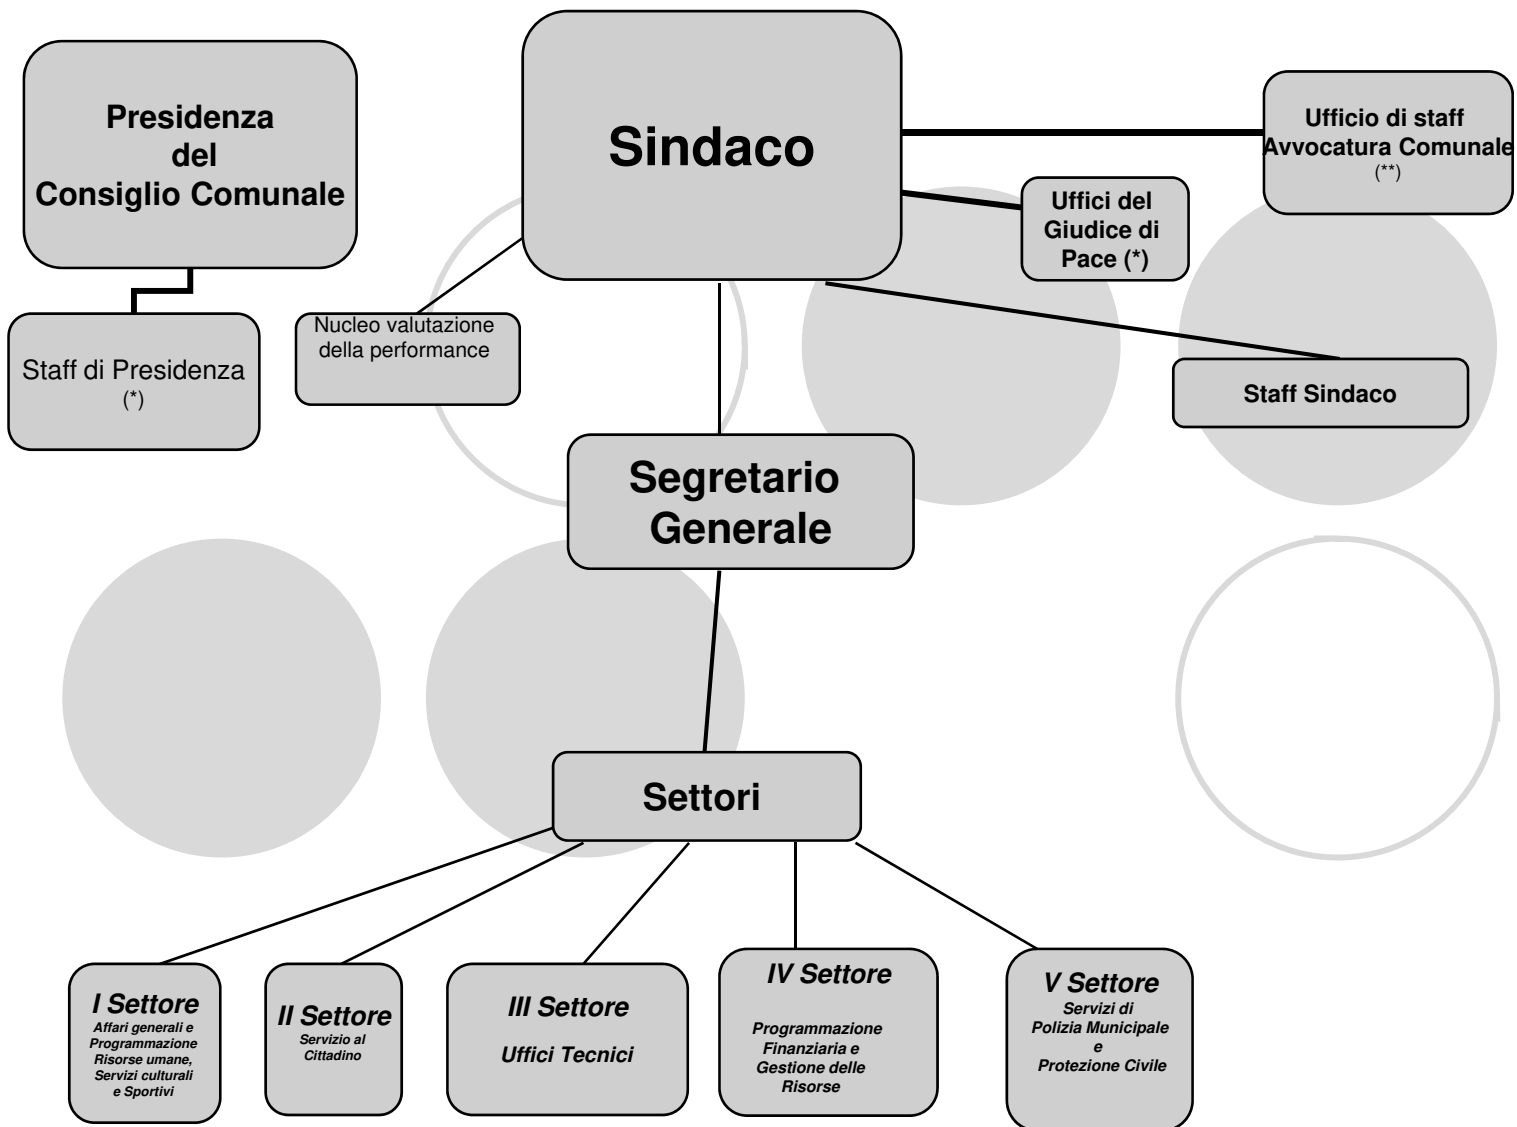 Presidenza
del
Consiglio Comunale
Sindaco
Ufficio di staff
Avvocatura Comunale
(**)
Uffici del
Giudice di
Pace (*)
Staff di Presidenza
(*)
Nucleo valutazione
della performance
Staff Sindaco
Segretario
Generale
Settori
I Settore
Affari generali e
Programmazione
Risorse umane,
Servizi culturali
e Sportivi
II Settore
Servizio al
Cittadino
III Settore
Uffici Tecnici
IV Settore
Programmazione
Finanziaria e
Gestione delle
Risorse
V Settore
Servizi di
Polizia Municipale
e
Protezione Civile